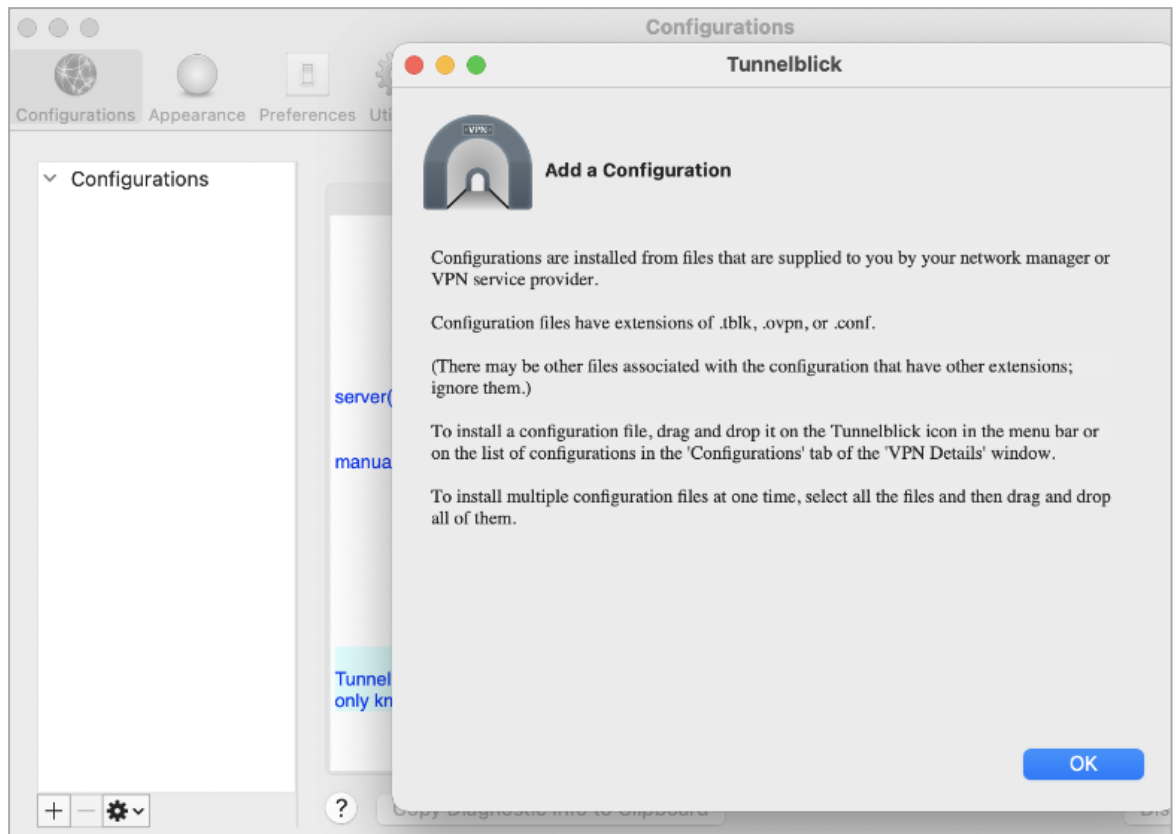 Configurations
Tunnelblick
Configurations Appearance Preferences
VPN
Add a Configuration
Configurations
Configurations are installed from files that are supplied to you by your network manager or
VPN service provider.
Configuration files have extensions of .tblk, .ovpn, or .conf.
(There may be other files associated with the configuration that have other extensions;
ignore them.)
server(
To install a configuration file, drag and drop it on the Tunnelblick icon in the menu bar or
on the list of configurations in the 'Configurations' tab of the 'VPN Details' window.
manua
To install multiple configuration files at one time, select all the files and then drag and drop
all of them.
Tunnel
only kn
OK
?
Copy Diagnostic Info to Clipboard